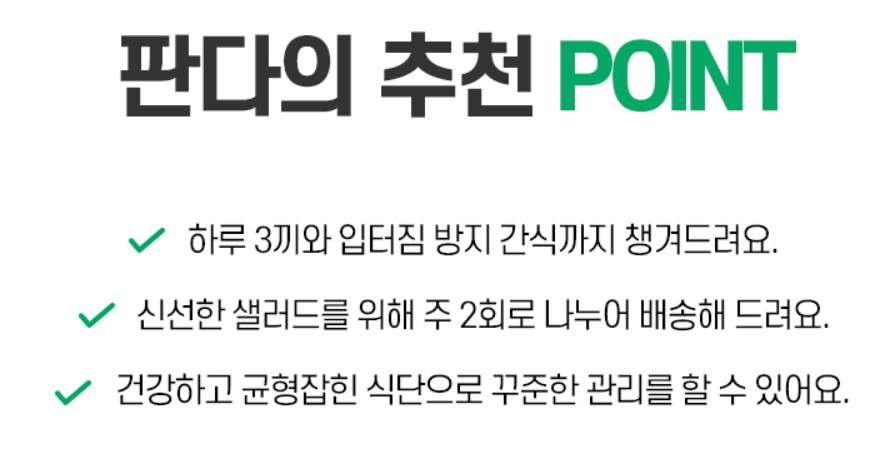 판다의 추천 POINT
하루 3끼와 입터짐 방지 간식까지 챙겨드려요.
신선한 샐러드를 위해 주 2회로 나누어 배송해 드려요.
건강하고 균형잡힌 식단으로 꾸준한 관리를 할 수 있어요.